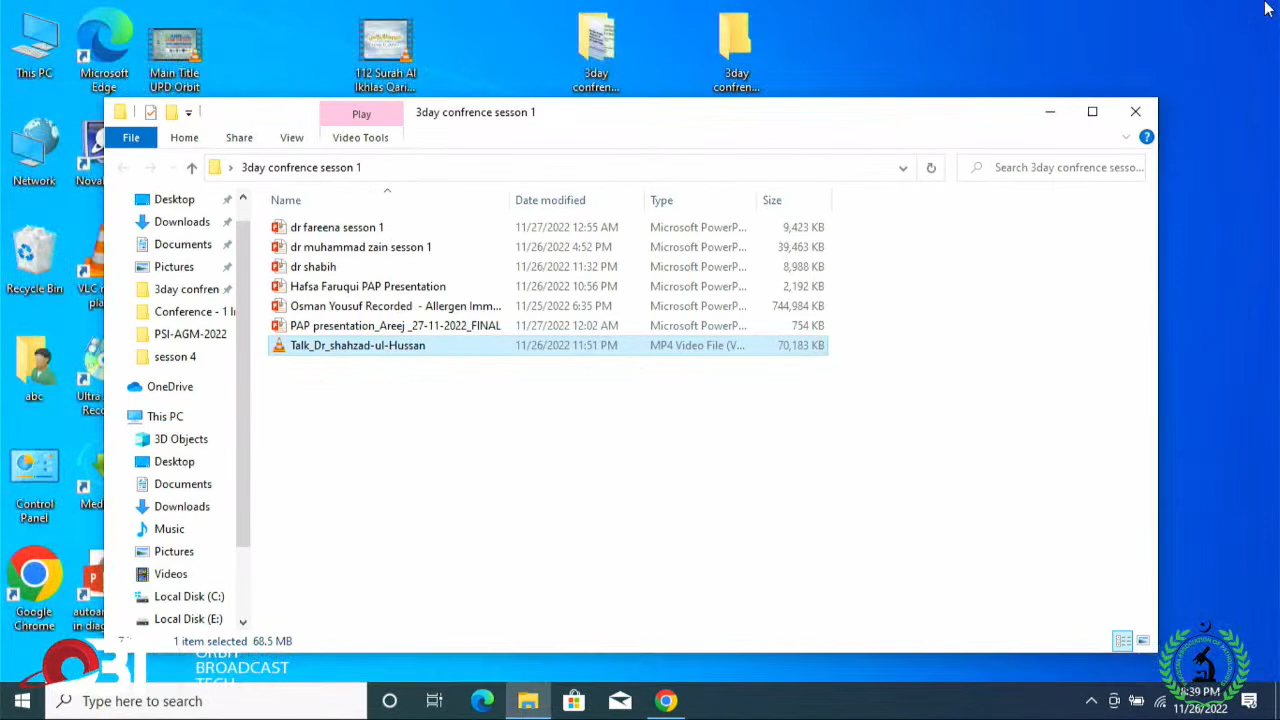 This PC
Microsoft
Edge
Main Title
UPD Orbit
112 Surah Al
Ikhlas Qari...
3day
confren...
3day
confren...
Play
3day confrence sesson 1
File
Home
Share
View
Video Tools
3day confrence sesson 1
Search 3day confrence sesso...
Network
Recycle Bin
abc
Control
Panel
Google
Chrome
Desktop
Downloads
Documents
Pictures
3day confren
Conference - 1 I
PSI-AGM-2022
sesson 4
OneDrive
This PC
3D Objects
Desktop
Documents
Downloads
Music
Pictures
Videos
Local Disk (C:)
Local Disk (E:)
Name Date modified Type Size
dr fareena sesson 1 11/27/2022 12:55 AM Microsoft PowerP... 9,423 KB
dr muhammad zain sesson 1 11/26/2022 4:52 PM Microsoft PowerP... 39,463 KB
dr shabih 11/26/2022 11:32 PM Microsoft PowerP... 8,988 KB
Hafsa Faruqui PAP Presentation 11/26/2022 10:56 PM Microsoft PowerP... 2,192 KB
Osman Yousuf Recorded - Allergen Imm... 11/25/2022 6:35 PM Microsoft PowerP... 744,984 KB
PAP presentation_Areej _27-11-2022_FINAL 11/27/2022 12:02 AM Microsoft PowerP... 754 KB
Talk_Dr_shahzad-ul-Hussan 11/26/2022 11:51 PM MP4 Video File (V... 70,183 KB
1 item selected 68.5 MB
BROADCAST
Type here to search
8:39 PM
11/26/2022